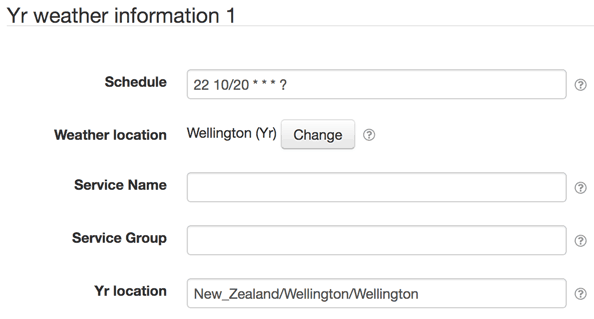 Yr weather information 1
Schedule 22 10/20 * * * ? ?
Weather location Wellington (Yr) Change ?
Service Name ?
Service Group ?
Yr location New_Zealand/Wellington/Wellington ?